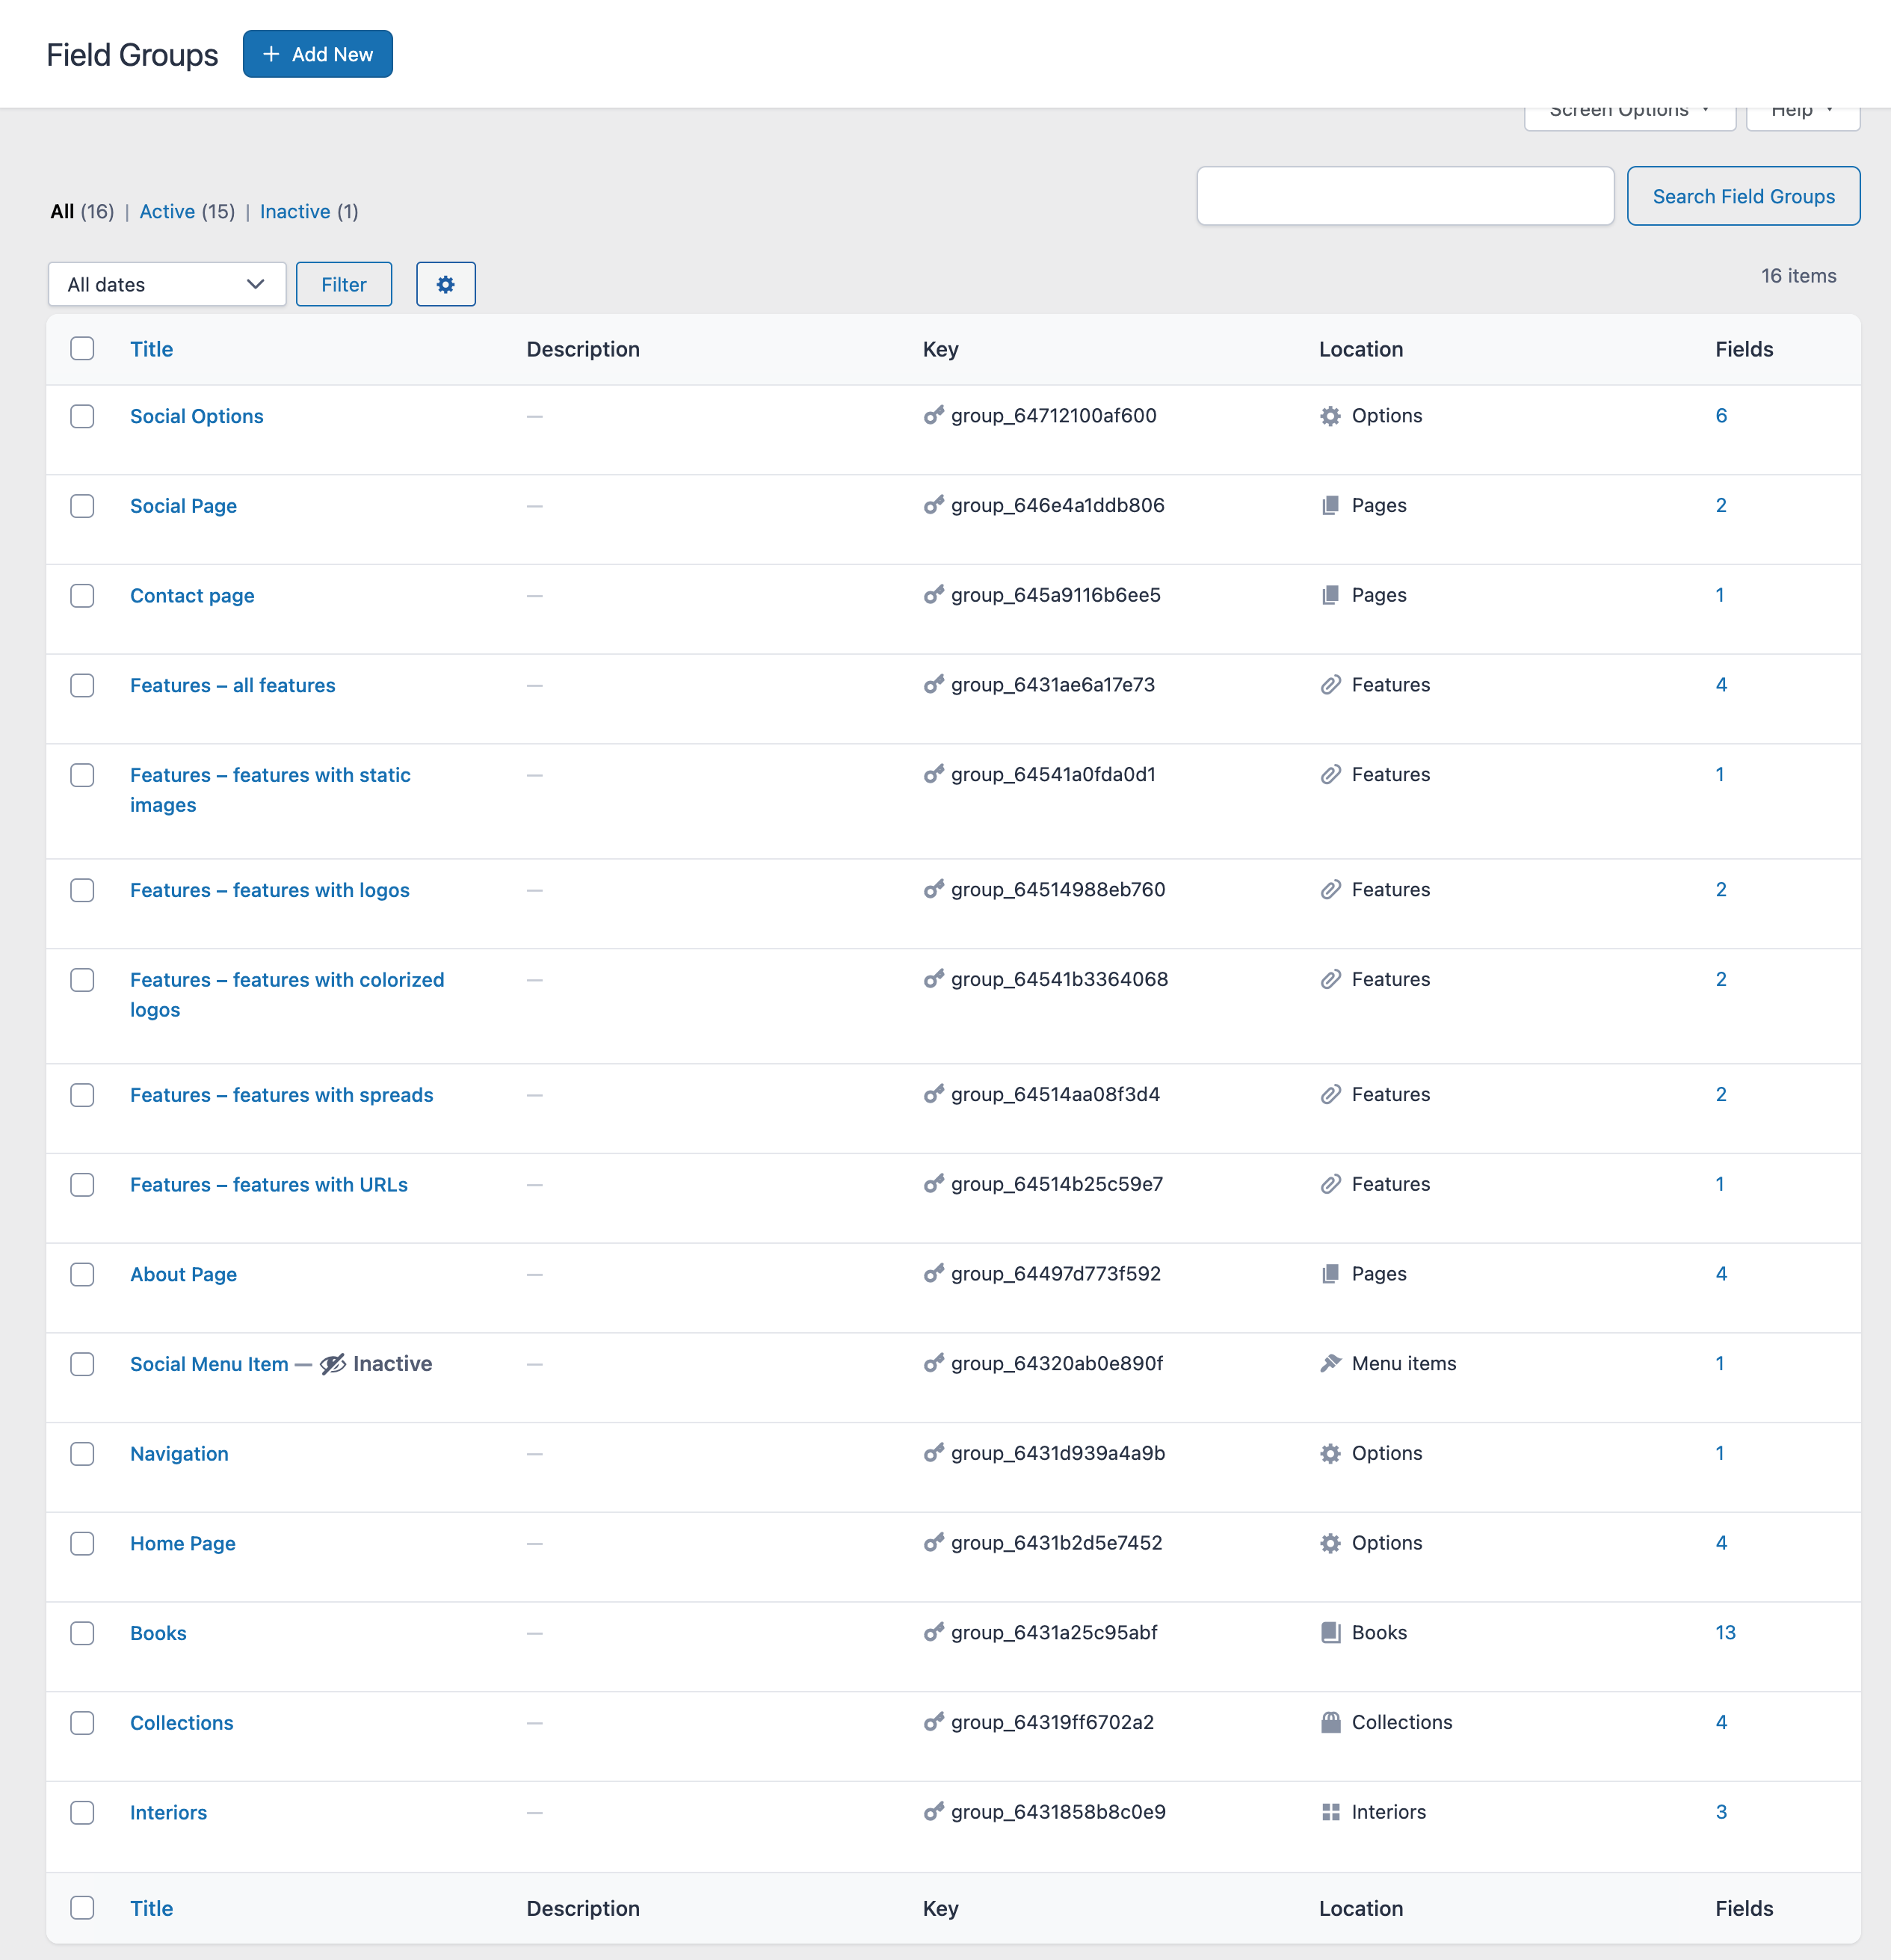 Field Groups
+ Add New
Screen Options Help
All (16) | Active (15) | Inactive (1)
Search Field Groups
All dates Filter
16 items
Title Description Key Location Fields
Social Options — group_64712100af600 Options 6
Social Page — group_646e4a1ddb806 Pages 2
Contact page — group_645a9116b6ee5 Pages 1
Features – all features — group_6431ae6a17e73 Features 4
Features – features with static — group_64541a0fda0d1 Features 1
images
Features – features with logos — group_64514988eb760 Features 2
Features – features with colorized — group_64541b3364068 Features 2
logos
Features – features with spreads — group_64514aa08f3d4 Features 2
Features – features with URLs — group_64514b25c59e7 Features 1
About Page — group_64497d773f592 Pages 4
Social Menu Item — Inactive — group_64320ab0e890f Menu items 1
Navigation — group_6431d939a4a9b Options 1
Home Page — group_6431b2d5e7452 Options 4
Books — group_6431a25c95abf Books 13
Collections — group_64319ff6702a2 Collections 4
Interiors — group_6431858b8c0e9 Interiors 3
Title Description Key Location Fields